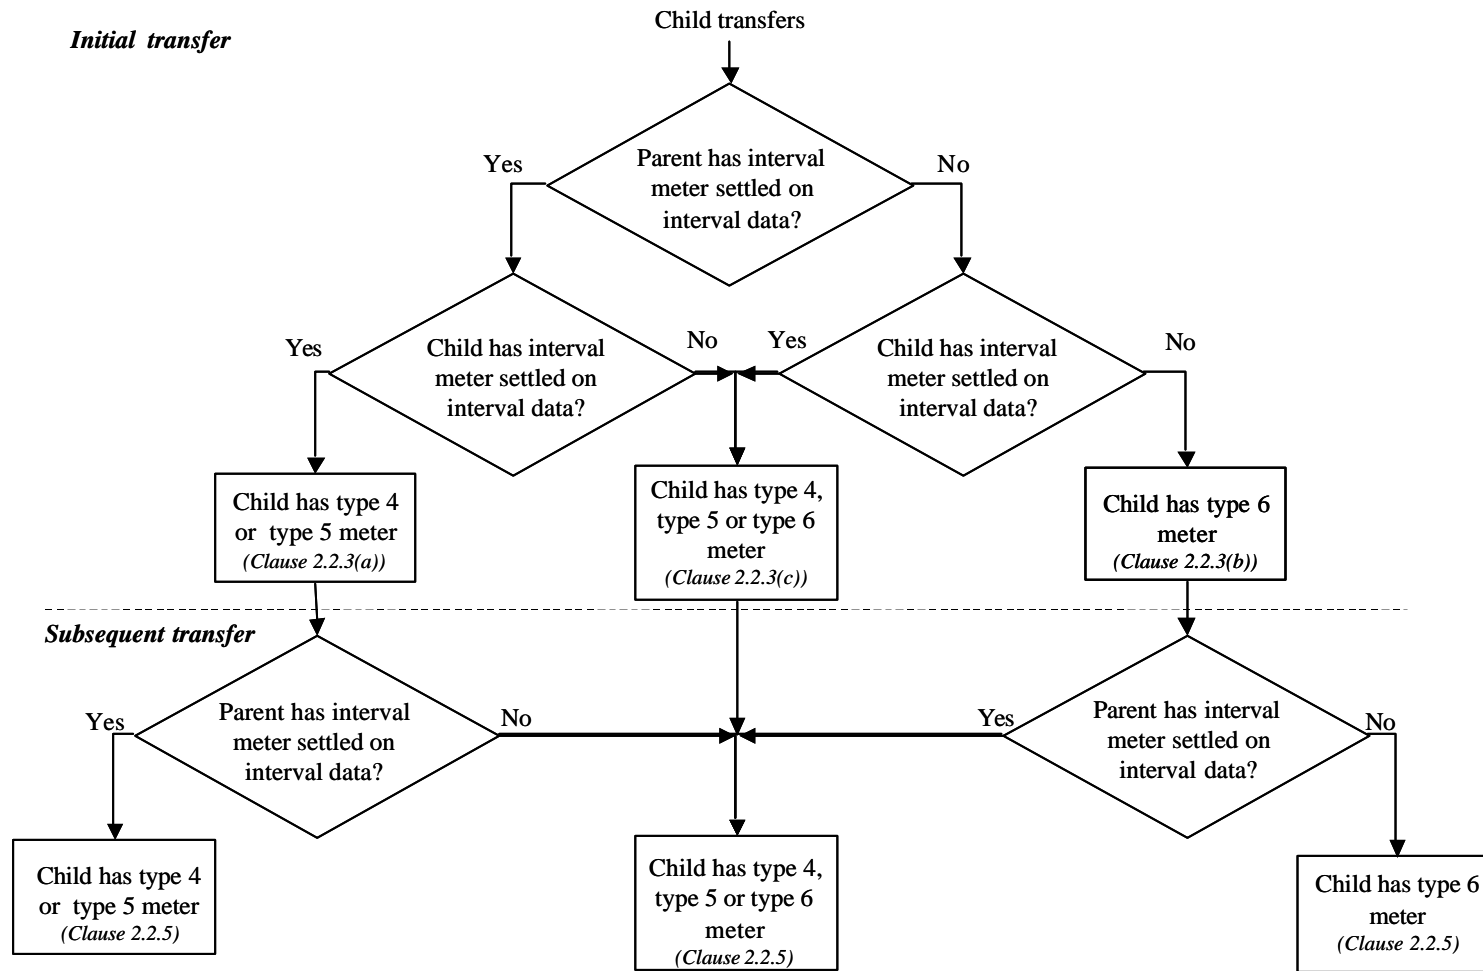 Child transfers
Initial transfer
Yes
Parent has interval
meter settled on
interval data?
No
Yes
Child has interval
meter settled on
interval data?
No
Yes
Child has interval
meter settled on
interval data?
No
Child has type 4
or type 5 meter
(Clause 2.2.3(a))
Child has type 4,
type 5 or type 6
meter
(Clause 2.2.3(c))
Child has type 6
meter
(Clause 2.2.3(b))
Subsequent transfer
Yes
Parent has interval
meter settled on
interval data?
No
Yes
Parent has interval
meter settled on
interval data?
No
Child has type 4
or type 5 meter
(Clause 2.2.5)
Child has type 4,
type 5 or type 6
meter
(Clause 2.2.5)
Child has type 6
meter
(Clause 2.2.5)